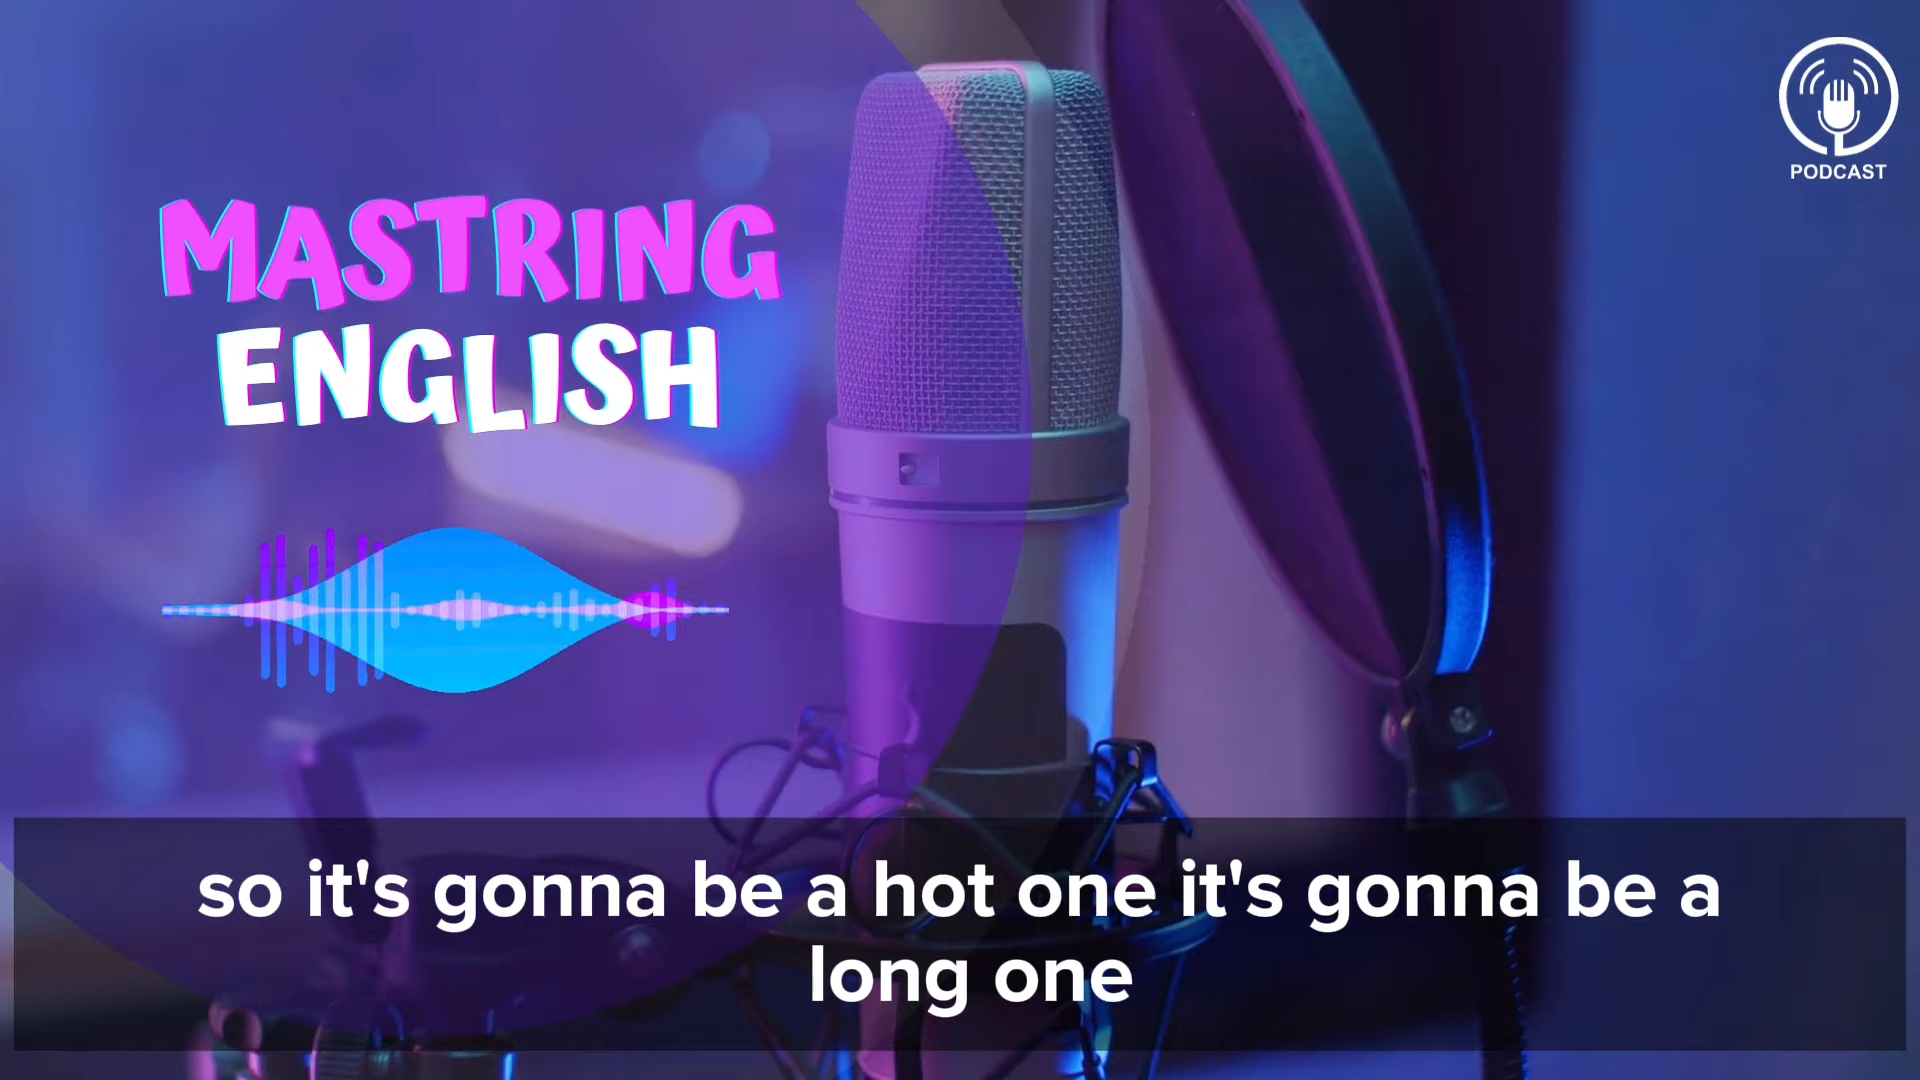 PODCAST
MASTRING
ENGLISH
so it's gonna be a hot one it's gonna be a
long one